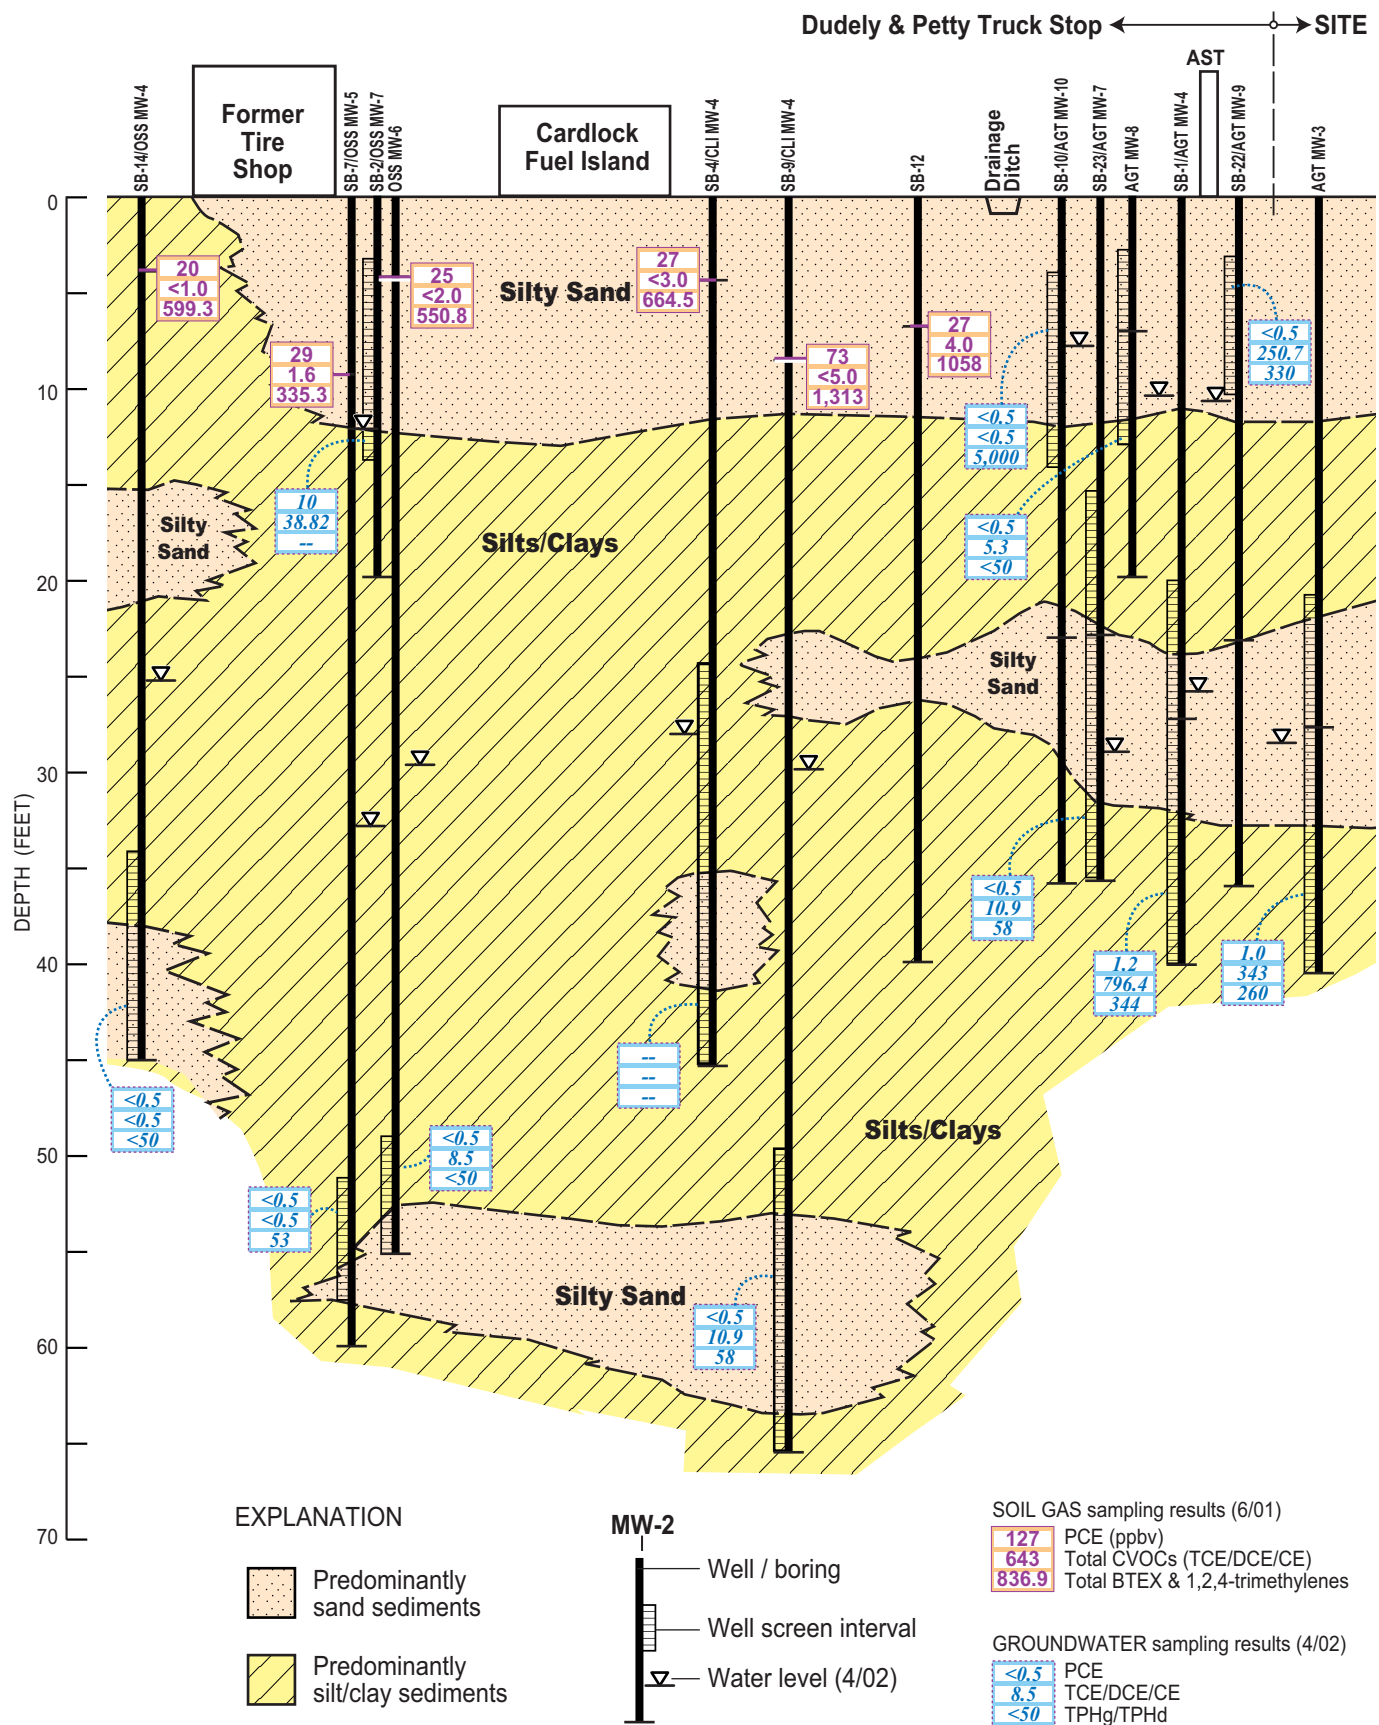 Dudely & Petty Truck Stop
SITE
AST
SB-14/OSS MW-4
Former
Tire
Shop
SB-7/OSS MW-5
SB-2/OSS MW-7
OSS MW-6
Cardlock
Fuel Island
SB-4/CLI MW-4
SB-9/CLI MW-4
SB-12
Drainage
Ditch
SB-10/AGT MW-10
SB-23/AGT MW-7
AGT MW-8
SB-1/AGT MW-4
SB-22/AGT MW-9
AGT MW-3
DEPTH (FEET)
0
10
20
30
40
50
60
70
20
<1.0
599.3
29
1.6
335.3
25
<2.0
550.8
Silty Sand
27
<3.0
664.5
73
<5.0
1,313
27
4.0
1058
<0.5
250.7
330
<0.5
<0.5
5,000
10
38.82
--
<0.5
5.3
<50
Silty
Sand
Silts/Clays
Silty
Sand
<0.5
10.9
58
1.2
796.4
344
1.0
343
260
--
--
--
<0.5
<0.5
<50
<0.5
8.5
<50
Silts/Clays
<0.5
<0.5
53
Silty Sand
<0.5
10.9
58
EXPLANATION
Predominantly
sand sediments
Predominantly
silt/clay sediments
MW-2
Well / boring
Well screen interval
Water level (4/02)
SOIL GAS sampling results (6/01)
127 PCE (ppbv)
643 Total CVOCs (TCE/DCE/CE)
836.9 Total BTEX & 1,2,4-trimethylenes
GROUNDWATER sampling results (4/02)
<0.5 PCE
8.5 TCE/DCE/CE
<50 TPHg/TPHd